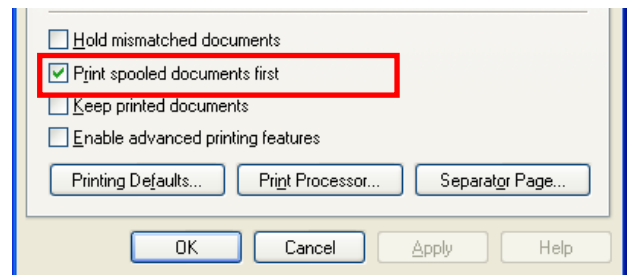 Hold mismatched documents
Print spooled documents first
Keep printed documents
Enable advanced printing features
Printing Defaults... Print Processor... Separator Page...
OK Cancel Apply Help